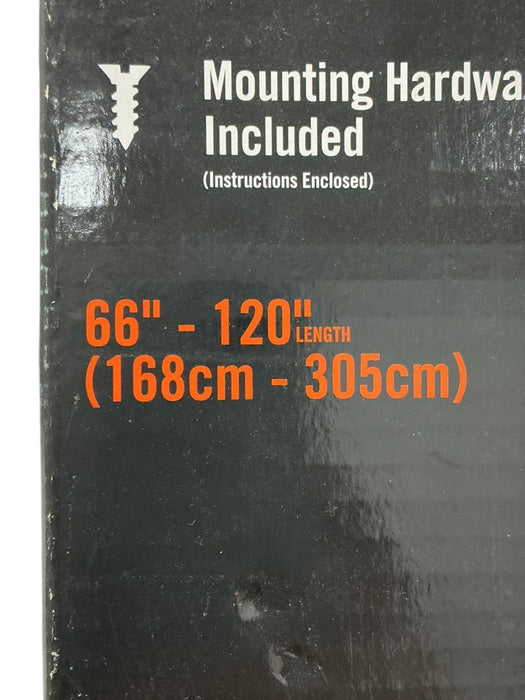 Mounting Hardwa
Included
(Instructions Enclosed)
66" - 120" LENGTH
(168cm - 305cm)